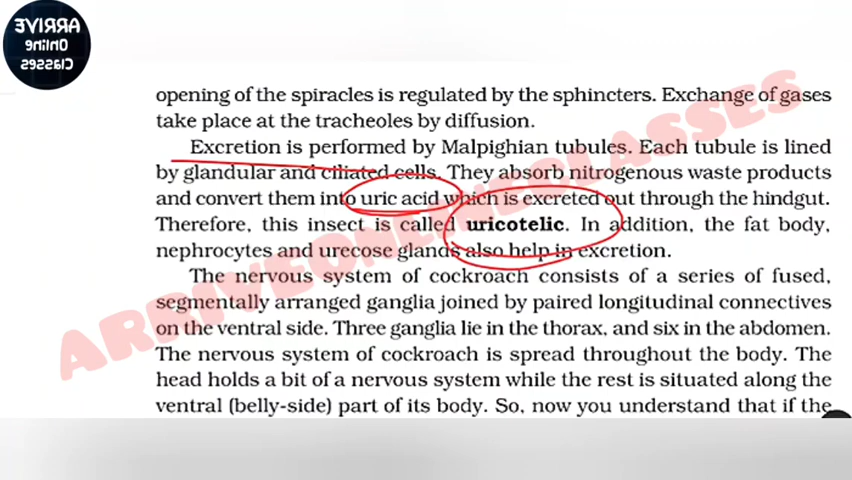 ARRIVE
Online
Classes
opening of the spiracles is regulated by the sphincters. Exchange of gases
take place at the tracheoles by diffusion.
Excretion is performed by Malpighian tubules. Each tubule is lined
by glandular and ciliated cells. They absorb nitrogenous waste products
and convert them into uric acid which is excreted out through the hindgut.
Therefore, this insect is called uricotelic. In addition, the fat body,
nephrocytes and urecose glands also help in excretion.
The nervous system of cockroach consists of a series of fused,
segmentally arranged ganglia joined by paired longitudinal connectives
on the ventral side. Three ganglia lie in the thorax, and six in the abdomen.
The nervous system of cockroach is spread throughout the body. The
head holds a bit of a nervous system while the rest is situated along the
ventral (belly-side) part of its body. So, now you understand that if the
ARRIVEONLINECLASSES